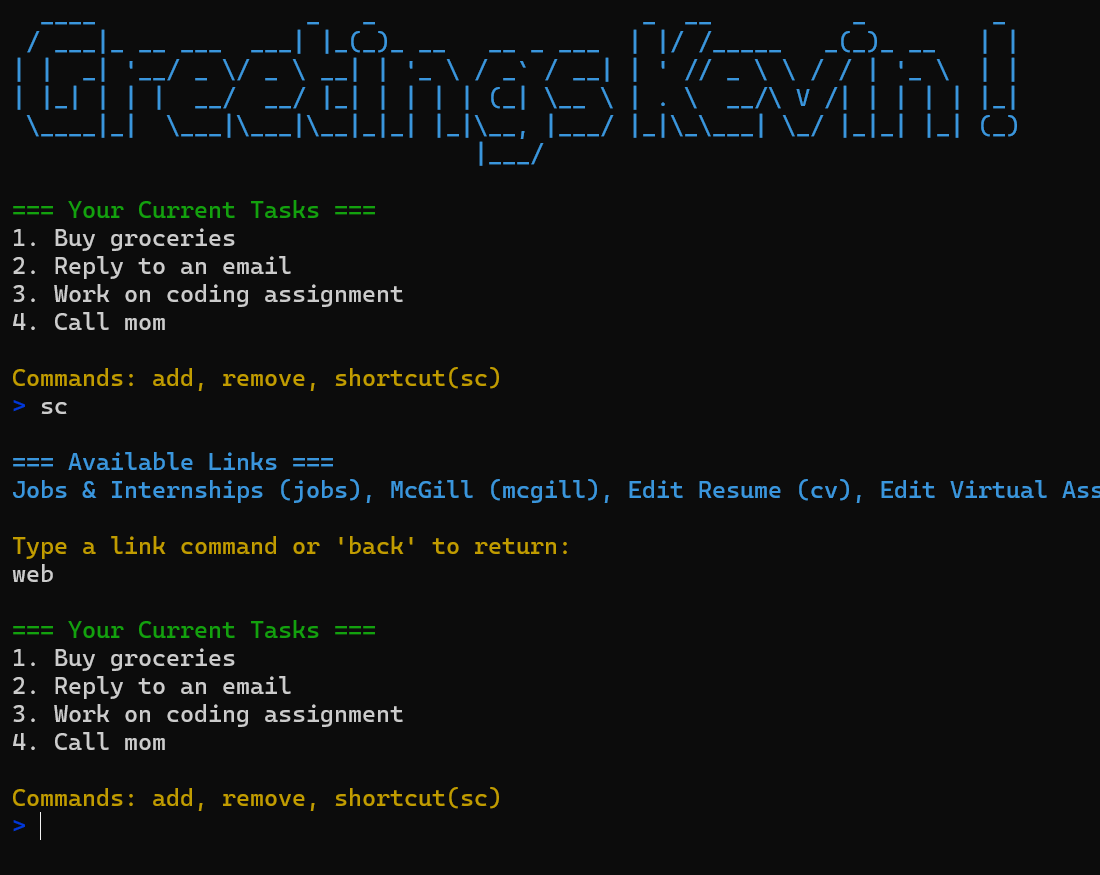 Greetings Kevin!
=== Your Current Tasks ===
1. Buy groceries
2. Reply to an email
3. Work on coding assignment
4. Call mom
Commands: add, remove, shortcut(sc)
> sc
=== Available Links ===
Jobs & Internships (jobs), McGill (mcgill), Edit Resume (cv), Edit Virtual
Type a link command or 'back' to return:
web
=== Your Current Tasks ===
1. Buy groceries
2. Reply to an email
3. Work on coding assignment
4. Call mom
Commands: add, remove, shortcut(sc)
>